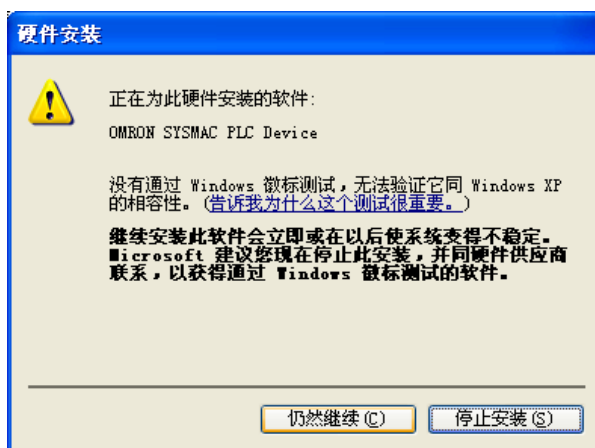 硬件安装
正在为此硬件安装的软件:
OMRON SYSMAC PLC Device
没有通过 Windows 徽标测试，无法验证它同 Windows XP
的相容性。(告诉我为什么这个测试很重要。)
继续安装此软件会立即或在以后使系统变得不稳定。
Microsoft 建议您现在停止此安装，并同硬件供应商
联系，以获得通过 Windows 徽标测试的软件。
仍然继续(C) 停止安装(S)